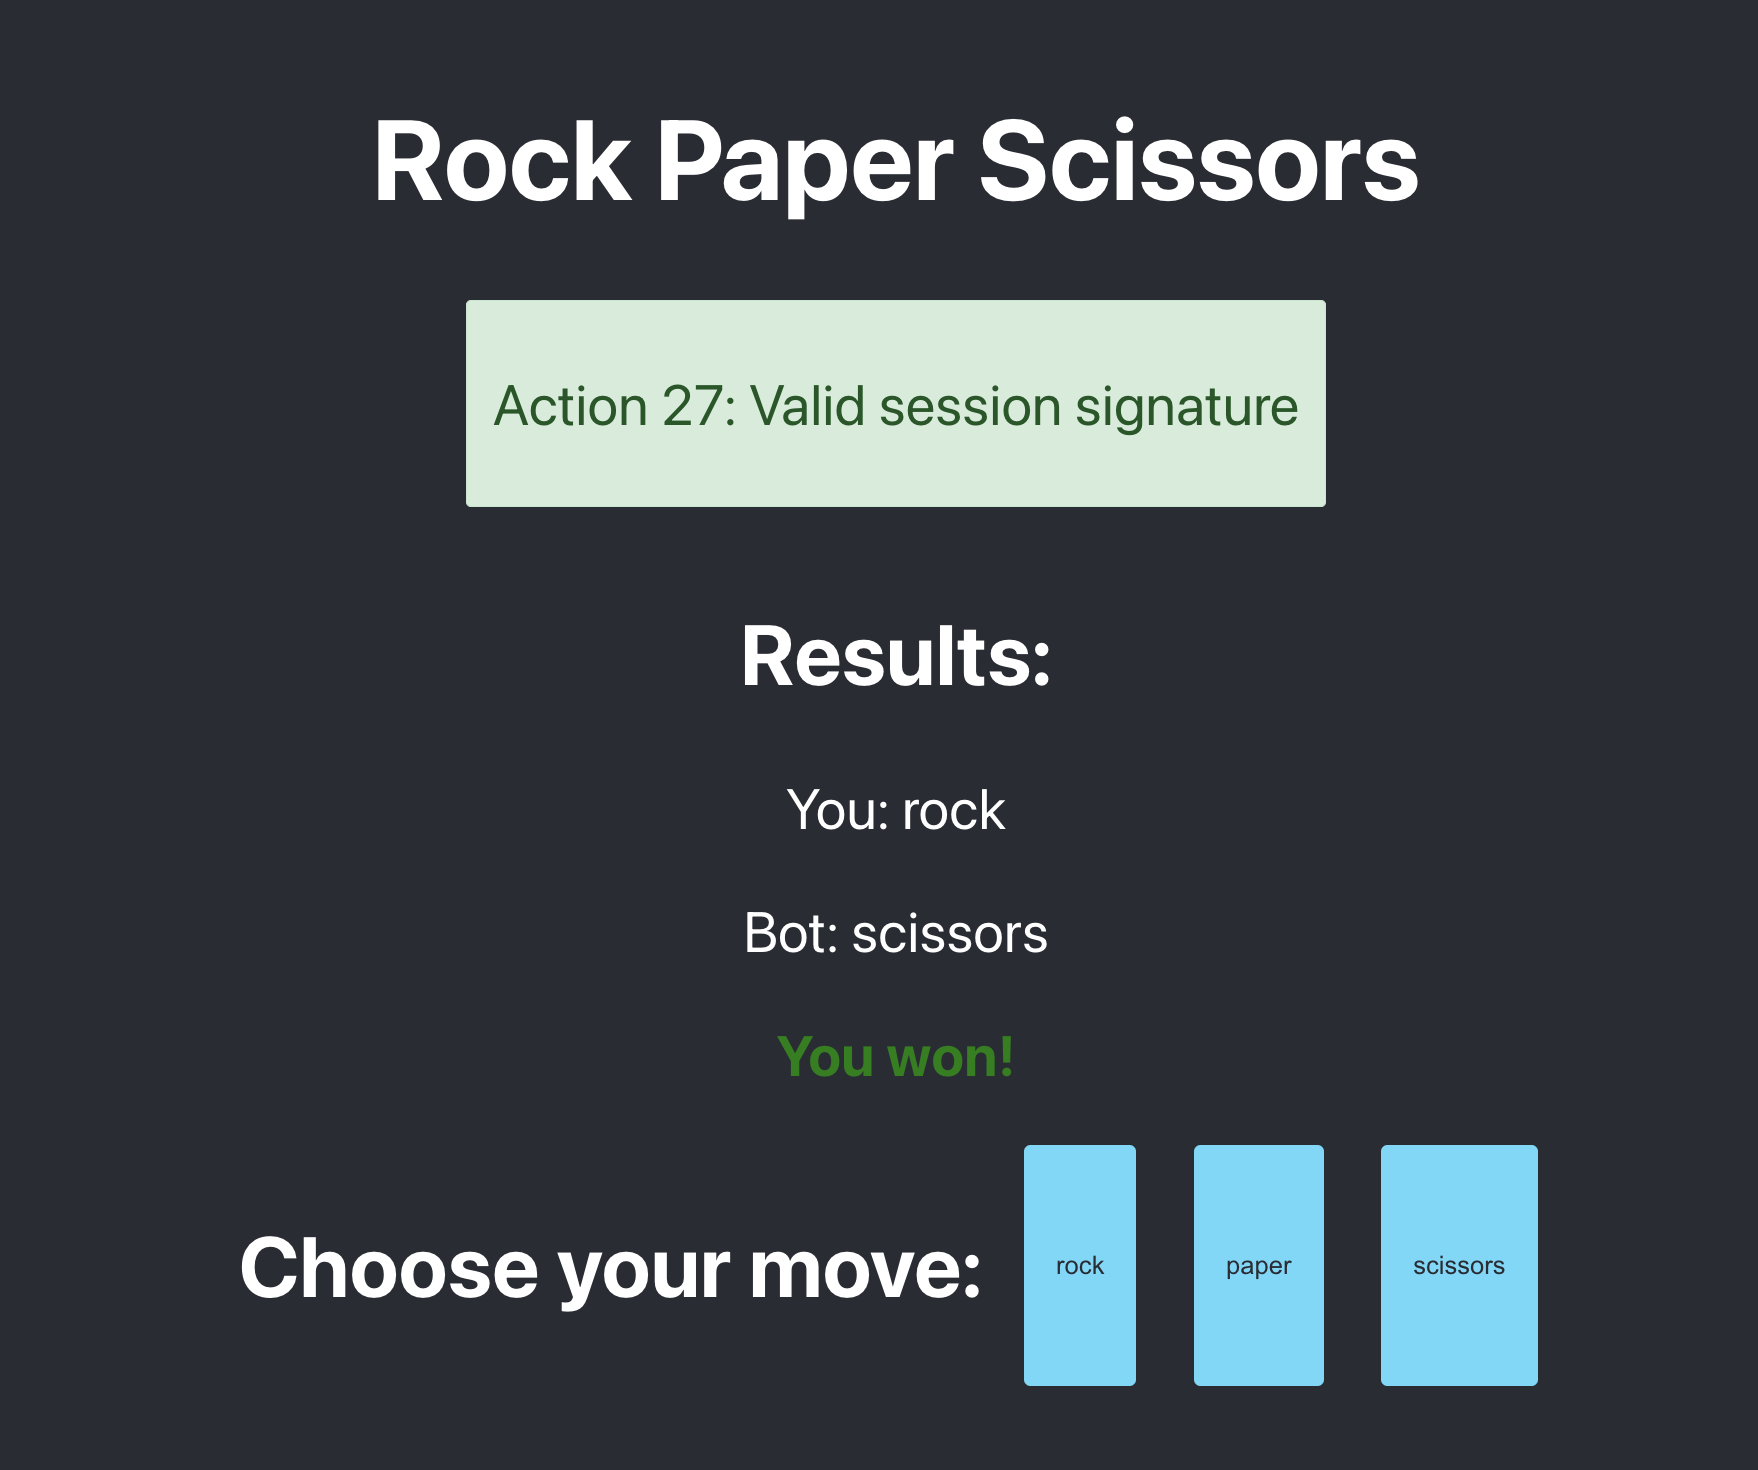 Rock Paper Scissors
Action 27: Valid session signature
Results:
You: rock
Bot: scissors
You won!
Choose your move: rock paper scissors